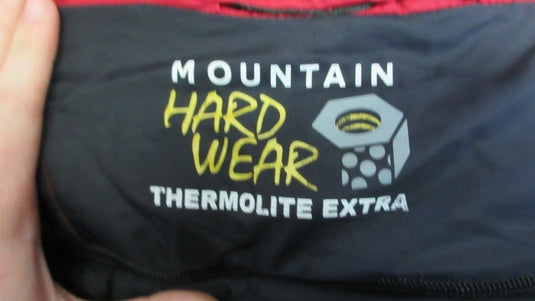 MOUNTAIN
HARD
WEAR
THERMOLITE EXTRA